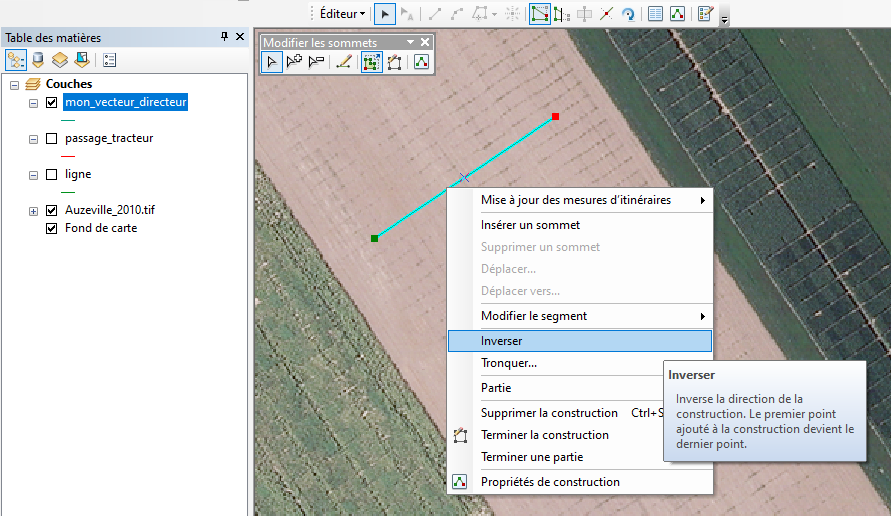 Éditeur
Table des matières
Modifier les sommets
Couches
mon_vecteur_directeur
passage_tracteur
ligne
Auzeville_2010.tif
Fond de carte
Mise à jour des mesures d'itinéraires
Insérer un sommet
Supprimer un sommet
Déplacer...
Déplacer vers...
Modifier le segment
Inverser
Tronquer...
Partie
Supprimer la construction Ctrl+S
Terminer la construction
Terminer une partie
Propriétés de construction
Inverser
Inverse la direction de la
construction. Le premier point
ajouté à la construction devient le
dernier point.